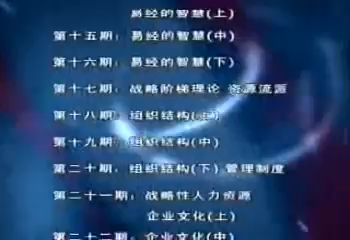 易经的智慧(上)
第十五期: 易经的智慧(中)
第十六期: 易经的智慧(下)
第十七期: 战略阶梯理论 资源流源
第十八期: 组织结构(上)
第十九期: 组织结构(中)
第二十期: 组织结构(下) 管理制度
第二十一期: 战略性人力资源
企业文化(上)
第二十二期: 企业文化(中)